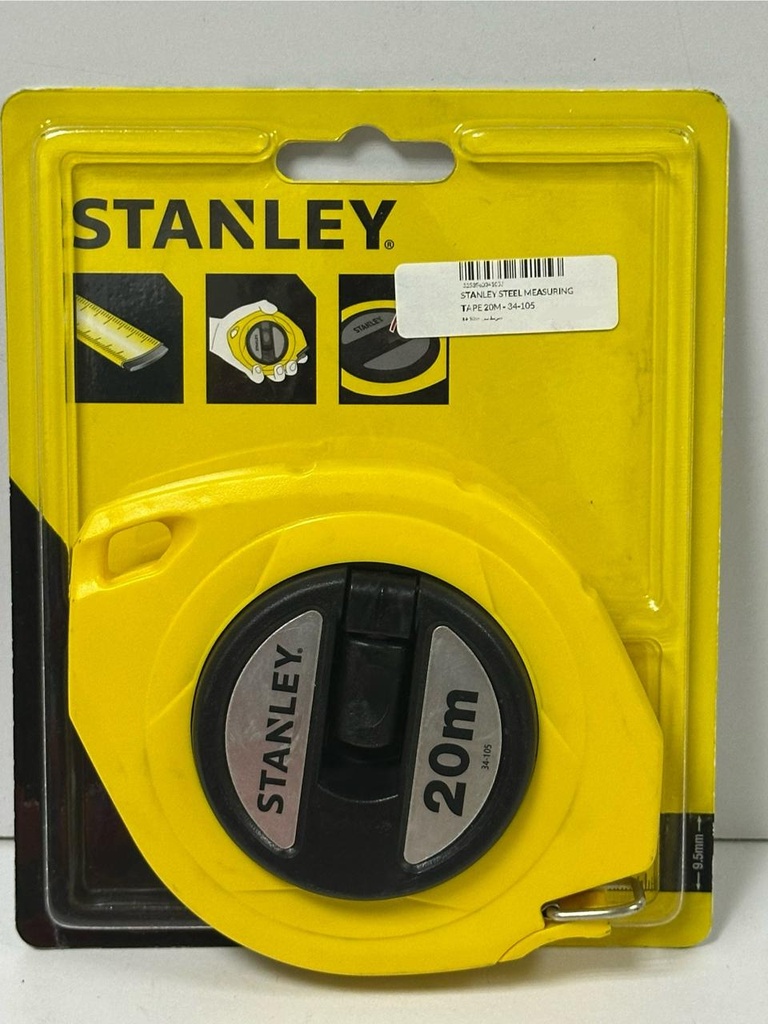 STANLEY®
STANLEY
STANLEY STEEL MEASURING
TAPE 20M - 34-105
STANLEY®
20m
34-105
9.5mm